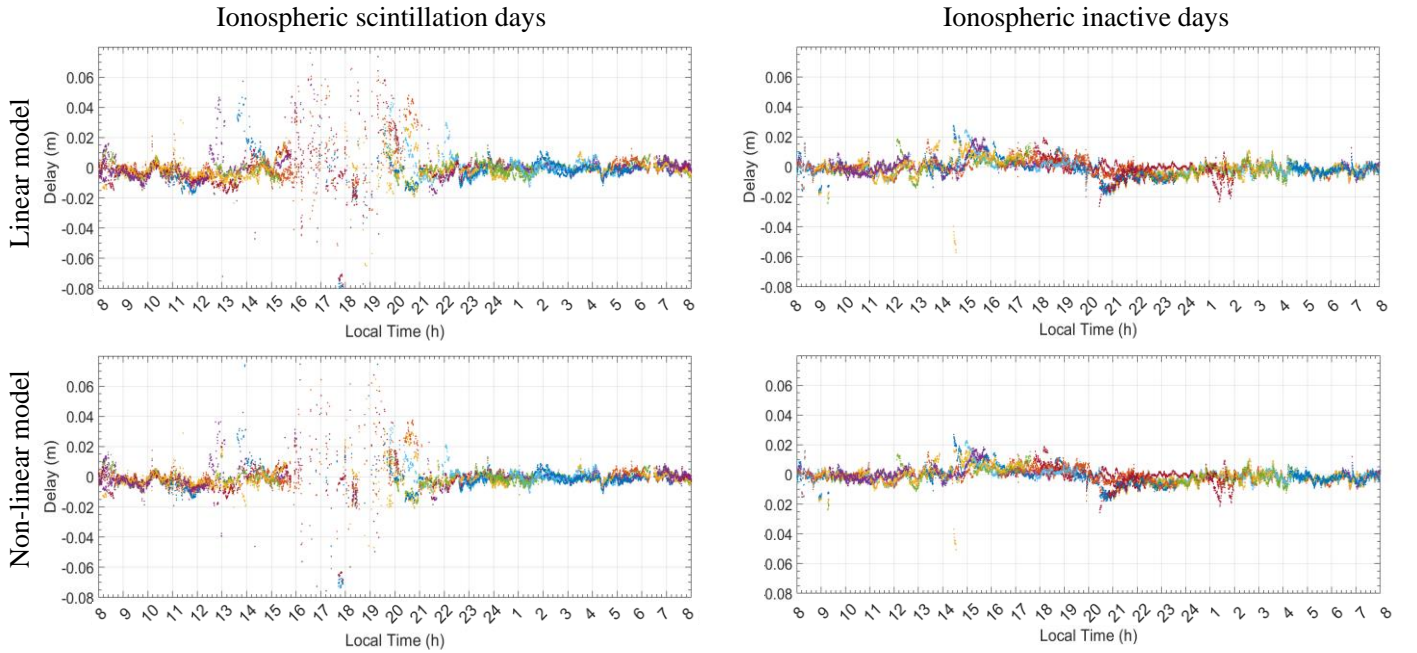 Ionospheric scintillation days
Ionospheric inactive days
Linear model
Delay (m)
0.06
0.04
0.02
0
-0.02
-0.04
-0.06
-0.08
8 9 10 11 12 13 14 15 16 17 18 19 20 21 22 23 24 1 2 3 4 5 6 7 8
Local Time (h)
Delay (m)
0.06
0.04
0.02
0
-0.02
-0.04
-0.06
-0.08
8 9 10 11 12 13 14 15 16 17 18 19 20 21 22 23 24 1 2 3 4 5 6 7 8
Local Time (h)
Non-linear model
Delay (m)
0.06
0.04
0.02
0
-0.02
-0.04
-0.06
-0.08
8 9 10 11 12 13 14 15 16 17 18 19 20 21 22 23 24 1 2 3 4 5 6 7 8
Local Time (h)
Delay (m)
0.06
0.04
0.02
0
-0.02
-0.04
-0.06
-0.08
8 9 10 11 12 13 14 15 16 17 18 19 20 21 22 23 24 1 2 3 4 5 6 7 8
Local Time (h)